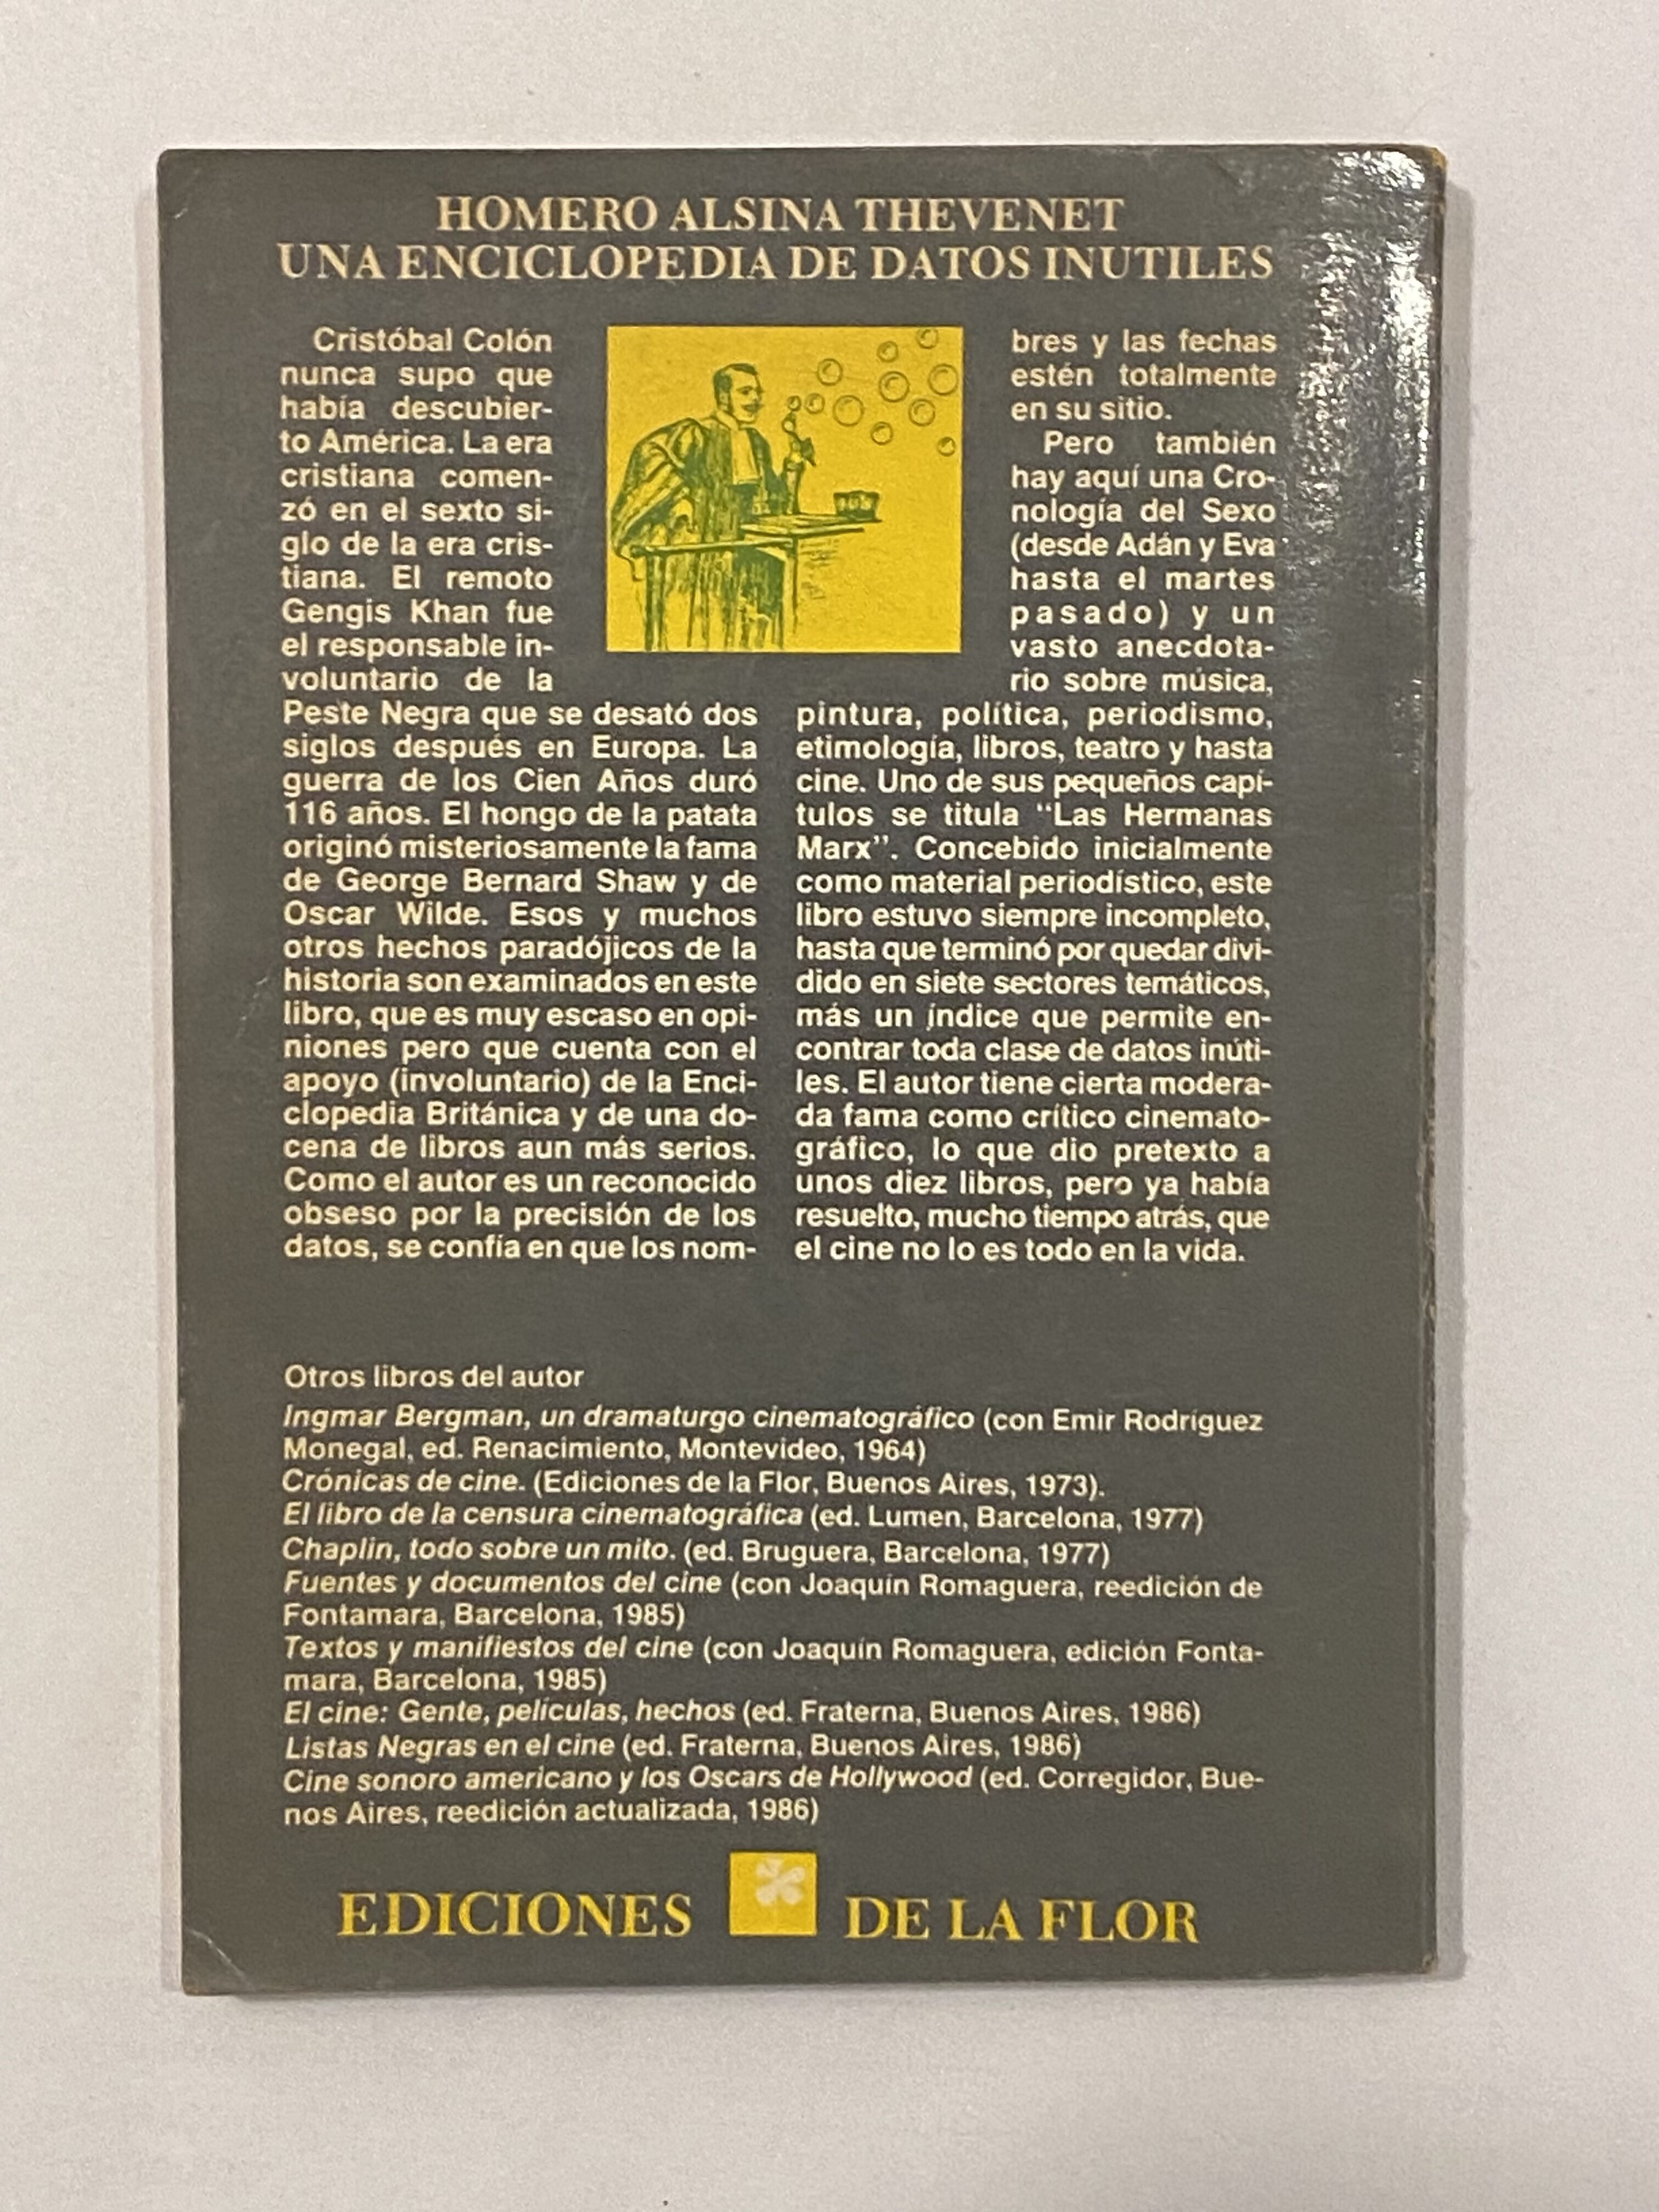 HOMERO ALSINA THEVENET
UNA ENCICLOPEDIA DE DATOS INUTILES
Cristóbal Colón
nunca supo que
había descubier-
to América. La era
cristiana comen-
zó en el sexto si-
glo de la era cris-
tiana. El remoto
Gengis Khan fue
el responsable in-
voluntario de la
Peste Negra que se desató dos
siglos después en Europa. La
guerra de los Cien Años duró
116 años. El hongo de la patata
originó misteriosamente la fama
de George Bernard Shaw y de
Oscar Wilde. Esos y muchos
otros hechos paradójicos de la
historia son examinados en este
libro, que es muy escaso en opi-
niones pero que cuenta con el
apoyo (involuntario) de la Enci-
clopedia Británica y de una do-
cena de libros aun más serios.
Como el autor es un reconocido
obseso por la precisión de los
datos, se confía en que los nom-
bres y las fechas
estén totalmente
en su sitio.
Pero también
hay aquí una Cro-
nología del Sexo
(desde Adán y Eva
hasta el martes
pasado) y un
vasto anecdota-
rio sobre música,
pintura, política, periodismo,
etimología, libros, teatro y hasta
cine. Uno de sus pequeños capí-
tulos se titula "Las Hermanas
Marx". Concebido inicialmente
como material periodístico, este
libro estuvo siempre incompleto,
hasta que terminó por quedar divi-
dido en siete sectores temáticos,
más un índice que permite en-
contrar toda clase de datos inúti-
les. El autor tiene cierta modera-
da fama como crítico cinemato-
gráfico, lo que dio pretexto a
unos diez libros, pero ya había
resuelto, mucho tiempo atrás, que
el cine no lo es todo en la vida.
Otros libros del autor
Ingmar Bergman, un dramaturgo cinematográfico (con Emir Rodríguez
Monegal, ed. Renacimiento, Montevideo, 1964)
Crónicas de cine. (Ediciones de la Flor, Buenos Aires, 1973).
El libro de la censura cinematográfica (ed. Lumen, Barcelona, 1977)
Chaplin, todo sobre un mito. (ed. Bruguera, Barcelona, 1977)
Fuentes y documentos del cine (con Joaquín Romaguera, reedición de
Fontamara, Barcelona, 1985)
Textos y manifiestos del cine (con Joaquín Romaguera, edición Fonta-
mara, Barcelona, 1985)
El cine: Gente, películas, hechos (ed. Fraterna, Buenos Aires, 1986)
Listas Negras en el cine (ed. Fraterna, Buenos Aires, 1986)
Cine sonoro americano y los Oscars de Hollywood (ed. Corregidor, Bue-
nos Aires, reedición actualizada, 1986)
EDICIONES DE LA FLOR